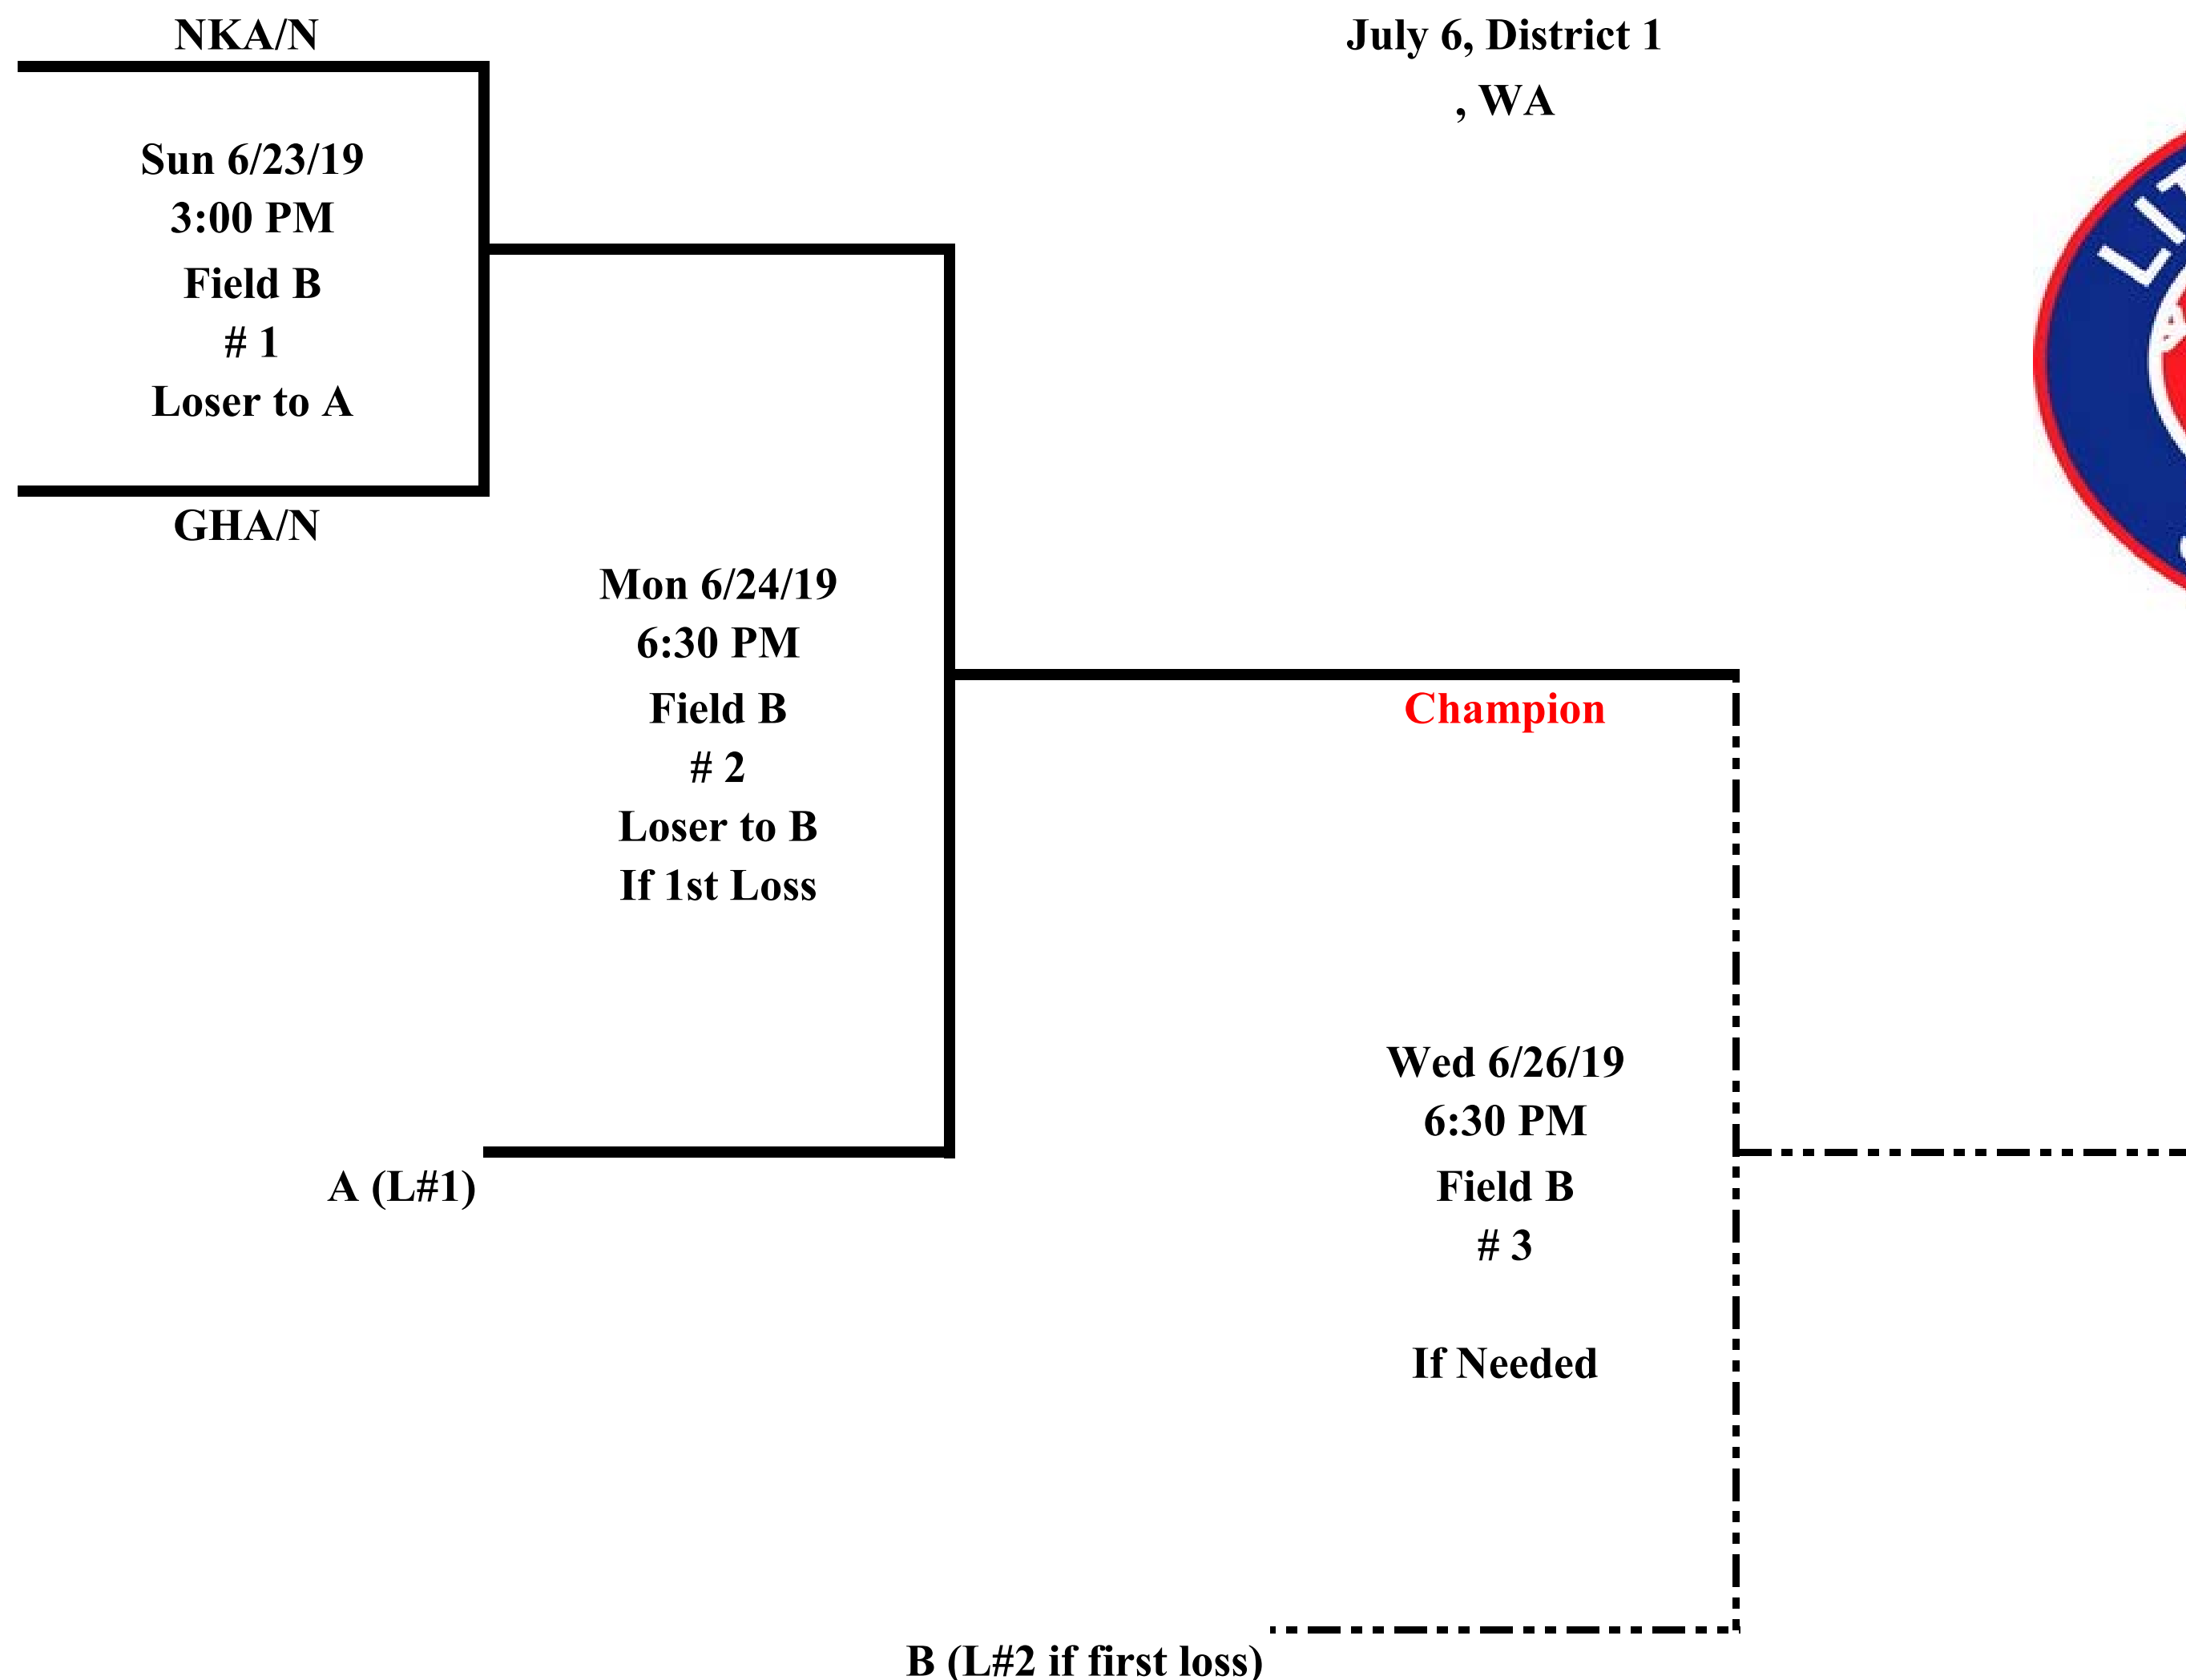 NKA/N
July 6, District 1
, WA
Sun 6/23/19
3:00 PM
Field B
# 1
Loser to A
GHA/N
Mon 6/24/19
6:30 PM
Field B
# 2
Loser to B
If 1st Loss
Champion
Wed 6/26/19
6:30 PM
Field B
# 3
If Needed
A (L#1)
B (L#2 if first loss)